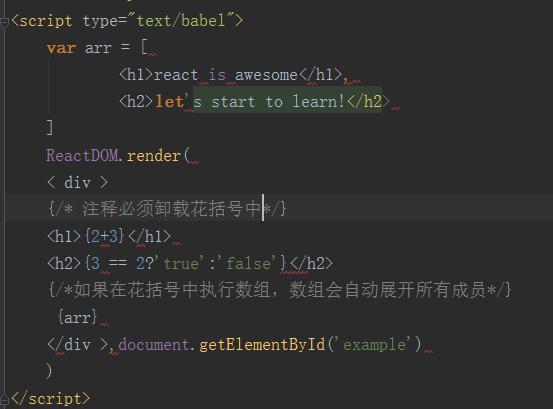 <script type="text/babel">
var arr = [
<h1>react is awesome</h1>,
<h2>let's start to learn!</h2>
]
ReactDOM.render(
< div >
{/* 注释必须卸载花括号中*/}
<h1>{2+3}</h1>
<h2>{3 == 2?'true':'false'}</h2>
{/*如果在花括号中执行数组，数组会自动展开所有成员*/}
{arr}
</div >,document.getElementById('example')
)
</script>